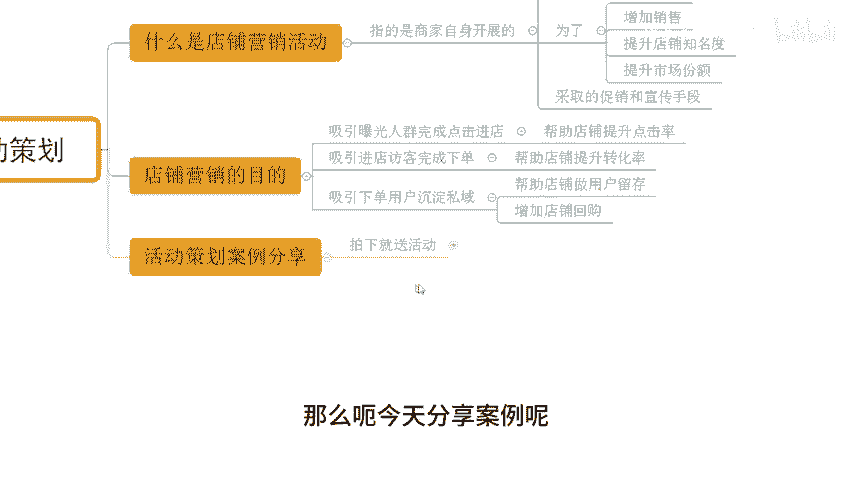 增加销售
什么是店铺营销活动
指的是商家自身开展的
为了
提升店铺知名度
提升市场份额
采取的促销和宣传手段
动策划
店铺营销的目的
吸引曝光人群完成点击进店
帮助店铺提升点击率
吸引进店访客完成下单
帮助店铺提升转化率
吸引下单用户沉淀私域
帮助店铺做用户留存
增加店铺回购
活动策划案例分享
拍下就送活动
那么呃今天分享案例呢